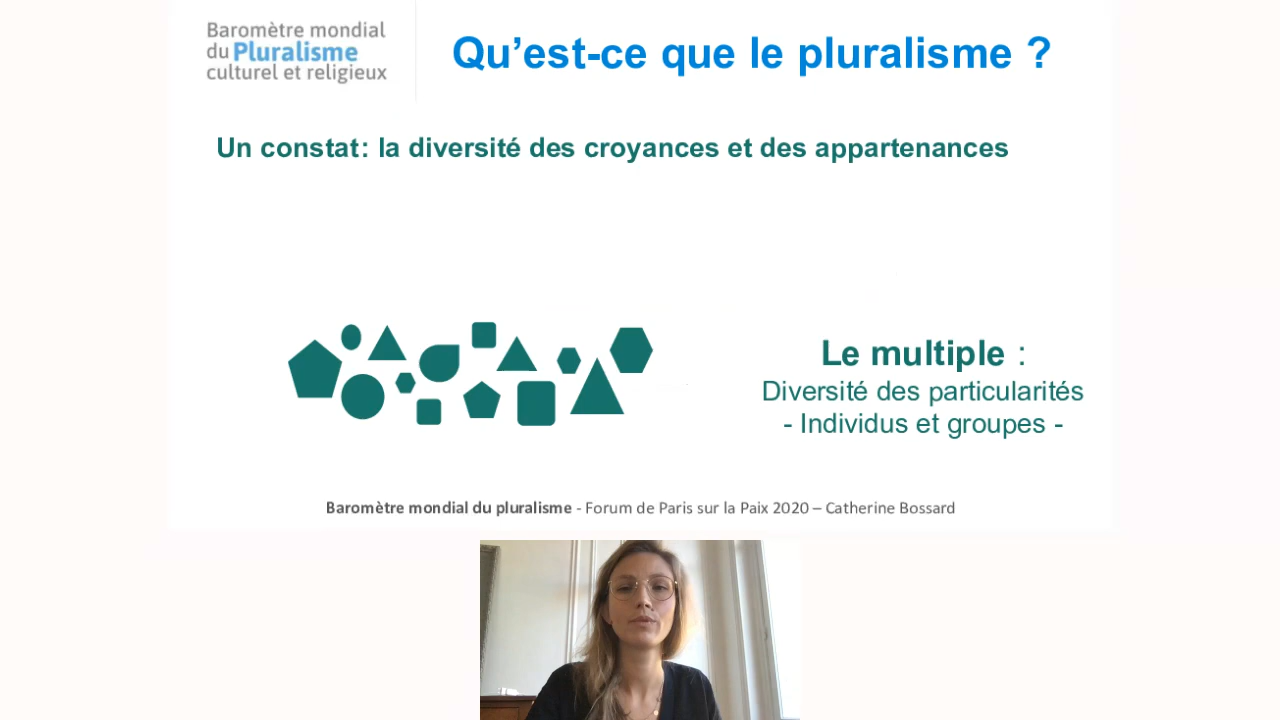 Baromètre mondial
du Pluralisme
culturel et religieux
Qu’est-ce que le pluralisme ?
Un constat: la diversité des croyances et des appartenances
Le multiple :
Diversité des particularités
- Individus et groupes -
Baromètre mondial du pluralisme - Forum de Paris sur la Paix 2020 – Catherine Bossard